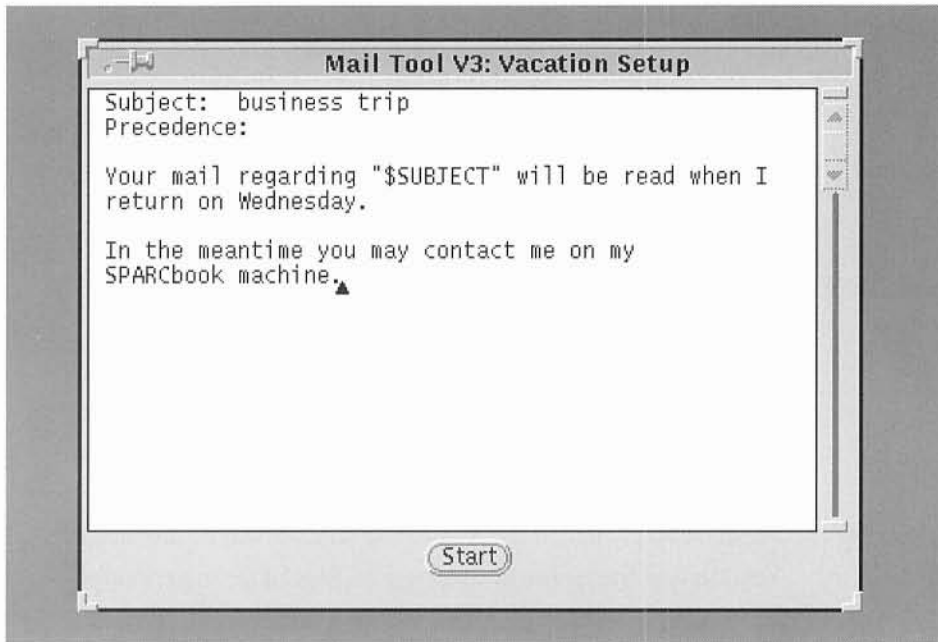 Mail Tool V3: Vacation Setup
Subject:  business trip
Precedence:
Your mail regarding "$SUBJECT" will be read when I
return on Wednesday.
In the meantime you may contact me on my
SPARCbook machine.
Start